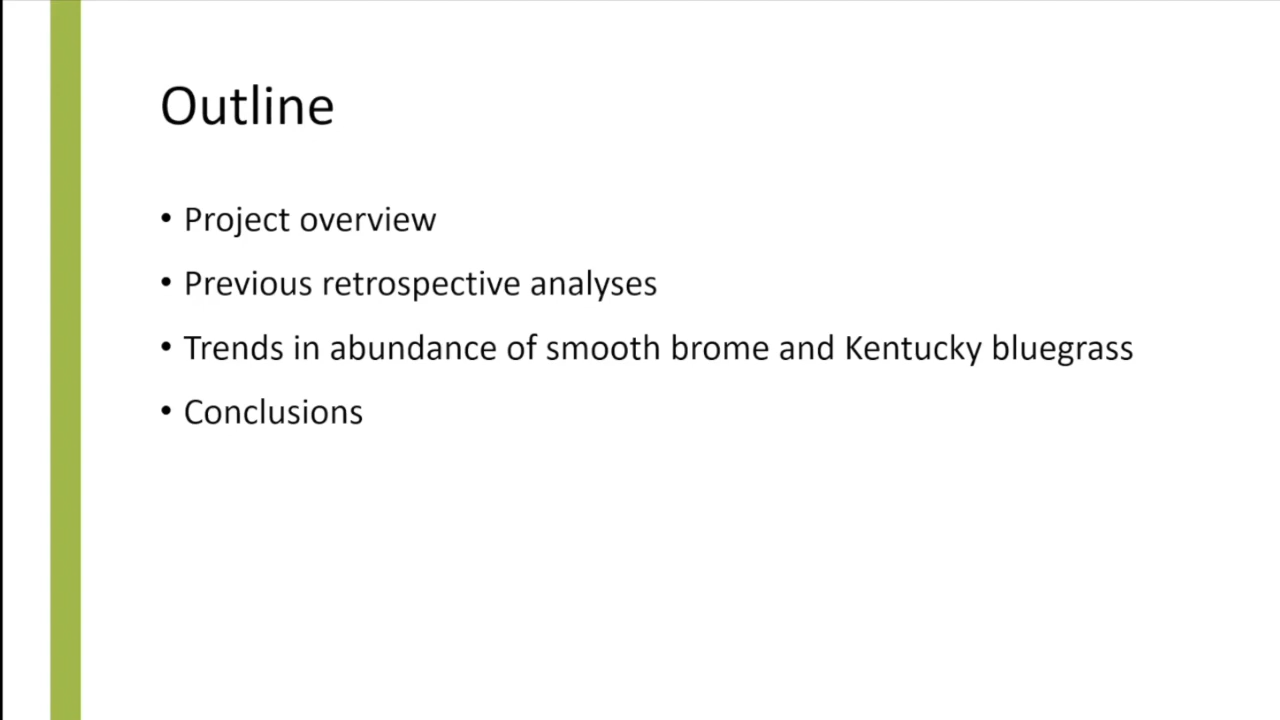 Outline
• Project overview
• Previous retrospective analyses
• Trends in abundance of smooth brome and Kentucky bluegrass
• Conclusions